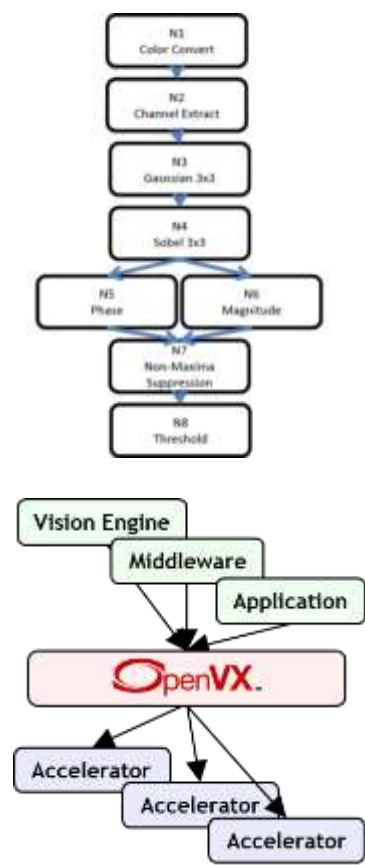 N1
Color Convert
N2
Channel Extract
N3
Gaussian 3x3
N4
Sobel 3x3
N5
Phase
N6
Magnitude
N7
Non-Maxima
Suppression
N8
Threshold
Vision Engine
Middleware
Application
OpenVX™
Accelerator
Accelerator
Accelerator